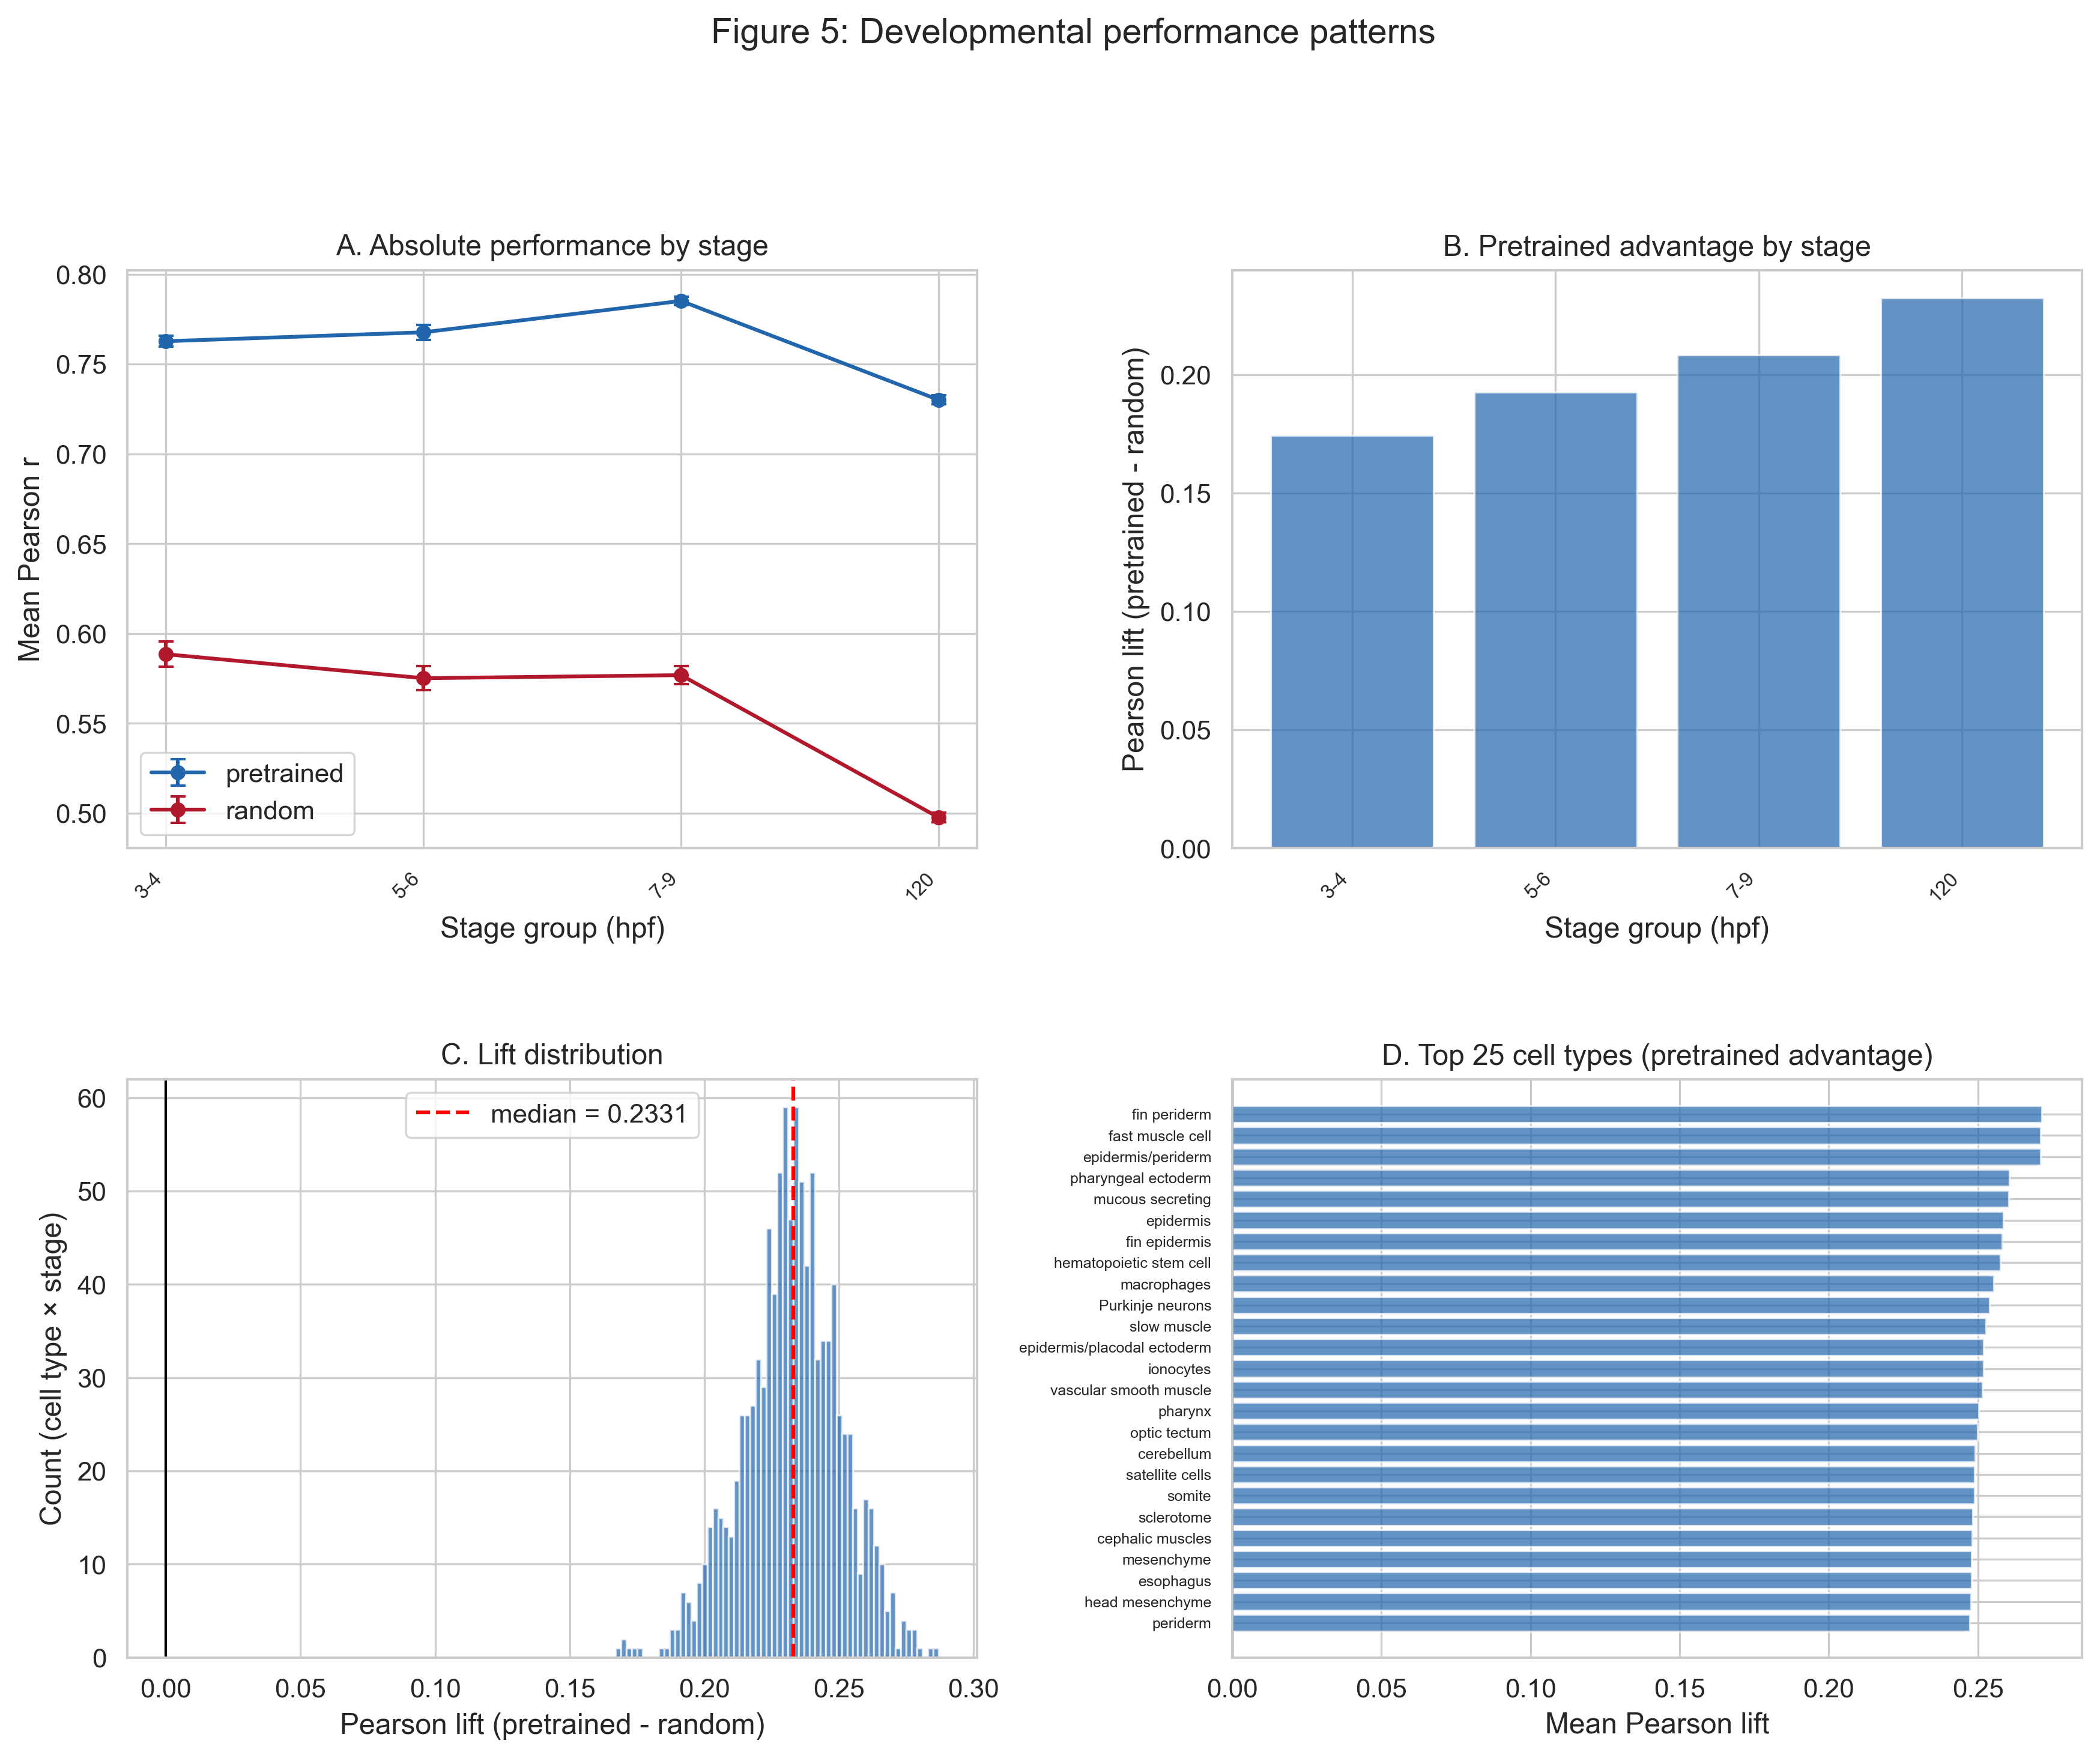 Figure 5: Developmental performance patterns
A. Absolute performance by stage
0.80
0.75
0.70
0.65
0.60
0.55
0.50
Mean Pearson r
pretrained
random
3-4
5-6
7-9
120
Stage group (hpf)
B. Pretrained advantage by stage
0.20
0.15
0.10
0.05
0.00
Pearson lift (pretrained - random)
3-4
5-6
7-9
120
Stage group (hpf)
C. Lift distribution
60
50
40
30
20
10
0
Count (cell type × stage)
median = 0.2331
0.00
0.05
0.10
0.15
0.20
0.25
0.30
Pearson lift (pretrained - random)
D. Top 25 cell types (pretrained advantage)
fin periderm
fast muscle cell
epidermis/periderm
pharyngeal ectoderm
mucous secreting
epidermis
fin epidermis
hematopoietic stem cell
macrophages
Purkinje neurons
slow muscle
epidermis/placodal ectoderm
ionocytes
vascular smooth muscle
pharynx
optic tectum
cerebellum
satellite cells
somite
sclerotome
cephalic muscles
mesenchyme
esophagus
head mesenchyme
periderm
0.00
0.05
0.10
0.15
0.20
0.25
Mean Pearson lift